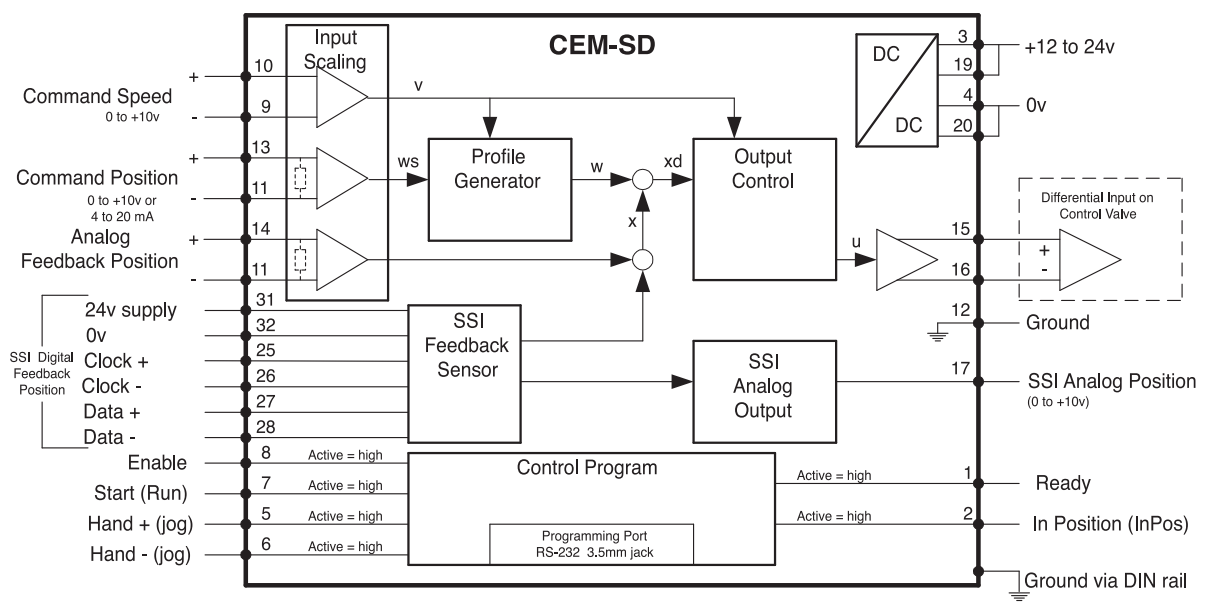 CEM-SD
Input
Scaling
DC
DC
3
+12 to 24v
19
4
0v
20
+
10
Command Speed
0 to +10v
-
9
v
+
13
Command Position
0 to +10v or
4 to 20 mA
-
11
ws
Profile
Generator
w
xd
x
Output
Control
u
Analog
Feedback Position
+
14
-
11
Differential Input on
Control Valve
15
+
-
16
12
Ground
SSI Digital
Feedback
Position
24v supply
31
0v
32
Clock +
25
Clock -
26
Data +
27
Data -
28
SSI
Feedback
Sensor
SSI
Analog
Output
17
SSI Analog Position
(0 to +10v)
Enable
8
Active = high
Start (Run)
7
Active = high
Hand + (jog)
5
Active = high
Hand - (jog)
6
Active = high
Control Program
Programming Port
RS-232 3.5mm jack
Active = high
1
Ready
Active = high
2
In Position (InPos)
Ground via DIN rail